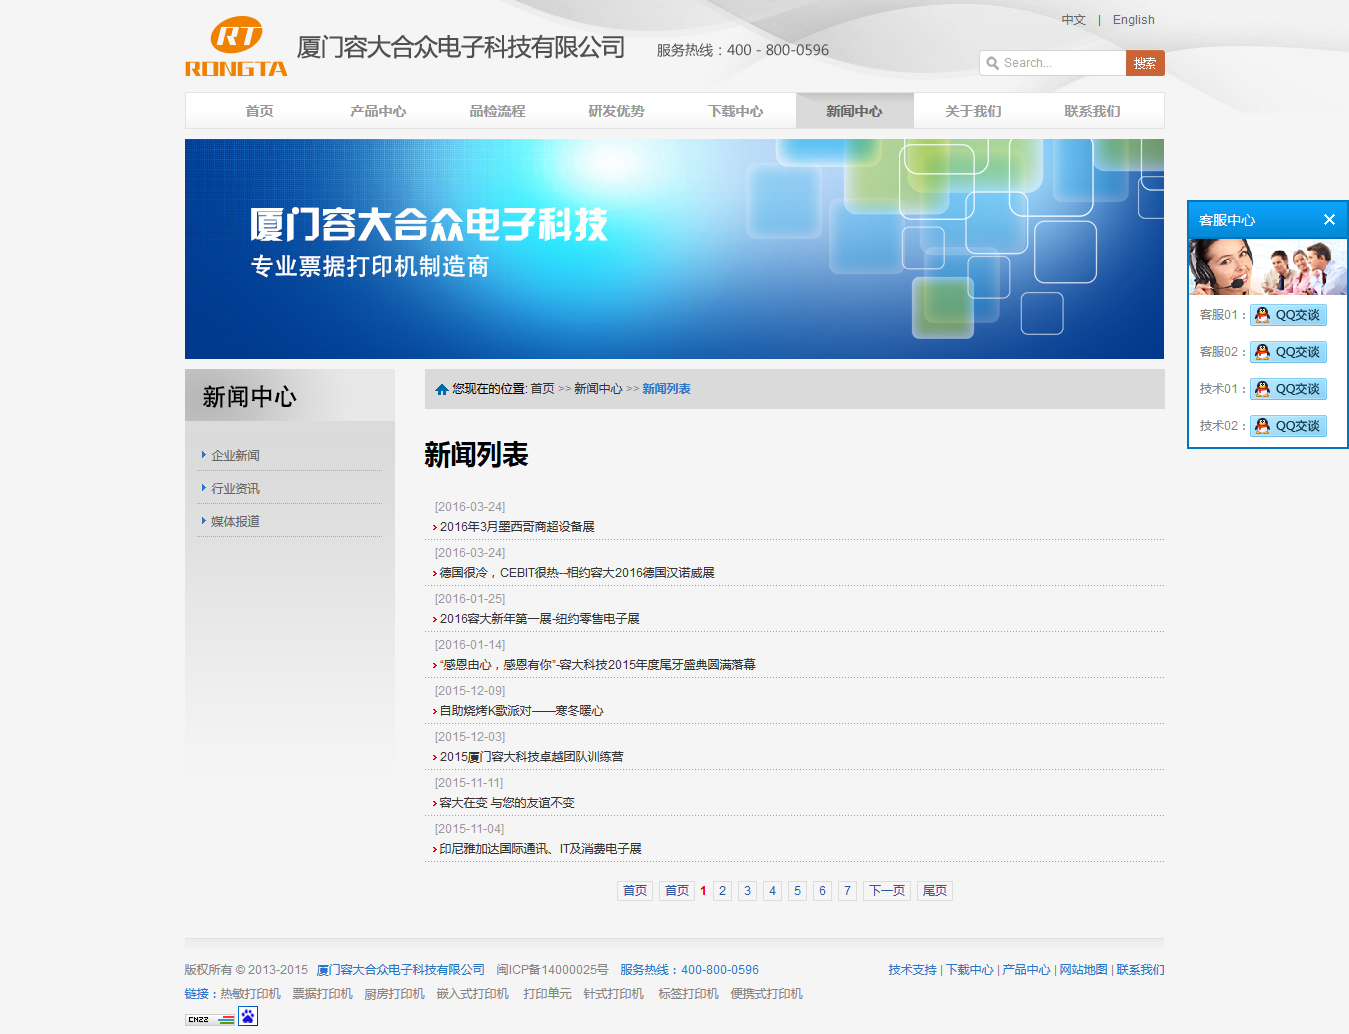 中文 | English
RT
RONGTA
厦门容大合众电子科技有限公司
服务热线：400 - 800-0596
Search...
搜索
首页 产品中心 品检流程 研发优势 下载中心 新闻中心 关于我们 联系我们
厦门容大合众电子科技
专业票据打印机制造商
客服中心 ×
客服01： QQ交谈
客服02： QQ交谈
技术01： QQ交谈
技术02： QQ交谈
新闻中心
企业新闻
行业资讯
媒体报道
您现在的位置: 首页 >> 新闻中心 >> 新闻列表
新闻列表
[2016-03-24]
2016年3月墨西哥商超设备展
[2016-03-24]
德国很冷，CEBIT很热--相约容大2016德国汉诺威展
[2016-01-25]
2016容大新年第一展-纽约零售电子展
[2016-01-14]
“感恩由心，感恩有你”-容大科技2015年度尾牙盛典圆满落幕
[2015-12-09]
自助烧烤K歌派对——寒冬暖心
[2015-12-03]
2015厦门容大科技卓越团队训练营
[2015-11-11]
容大在变 与您的友谊不变
[2015-11-04]
印尼雅加达国际通讯、IT及消费电子展
首页 首页 1 2 3 4 5 6 7 下一页 尾页
版权所有 © 2013-2015 厦门容大合众电子科技有限公司 闽ICP备14000025号 服务热线：400-800-0596
技术支持 | 下载中心 | 产品中心 | 网站地图 | 联系我们
链接：热敏打印机 票据打印机 厨房打印机 嵌入式打印机 打印单元 针式打印机 标签打印机 便携式打印机
CNZZ